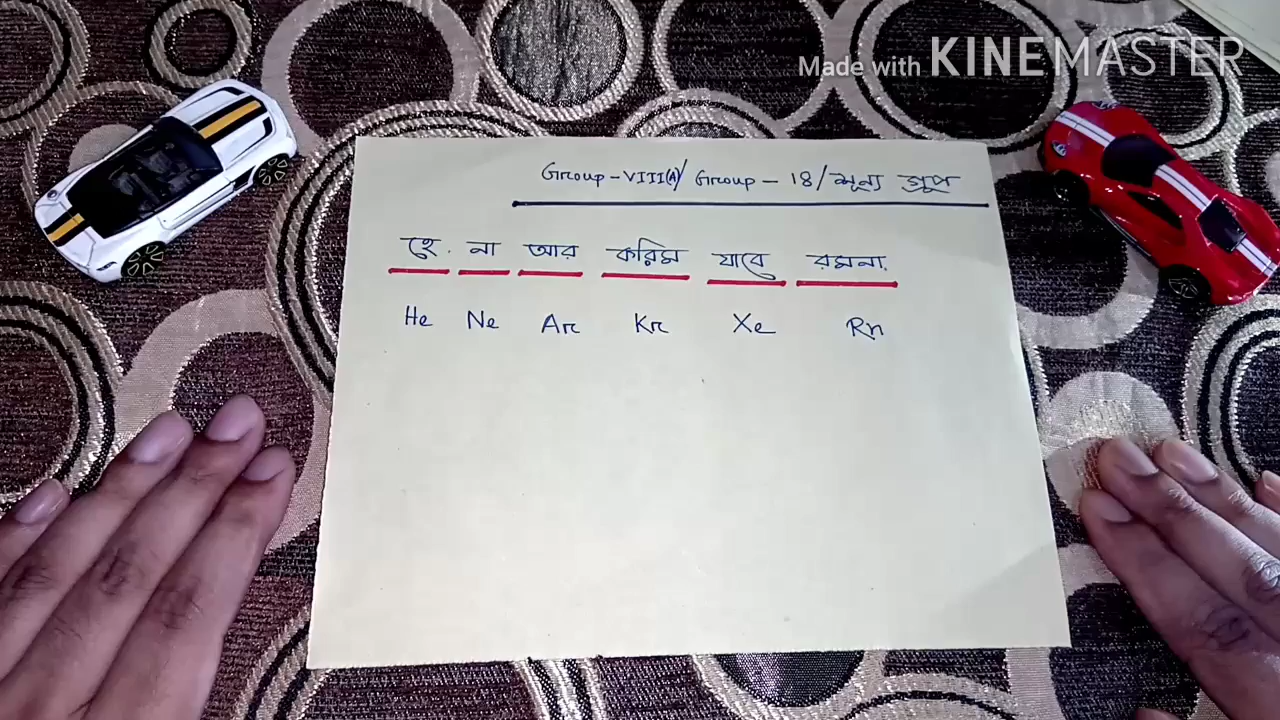 Made with KINEMASTER
Group-VIII(A)/ Group - 18/শূন্য গ্রুপ
হে. না আর করিম যাবে রমনা.
He Ne Ar Kr Xe Rn